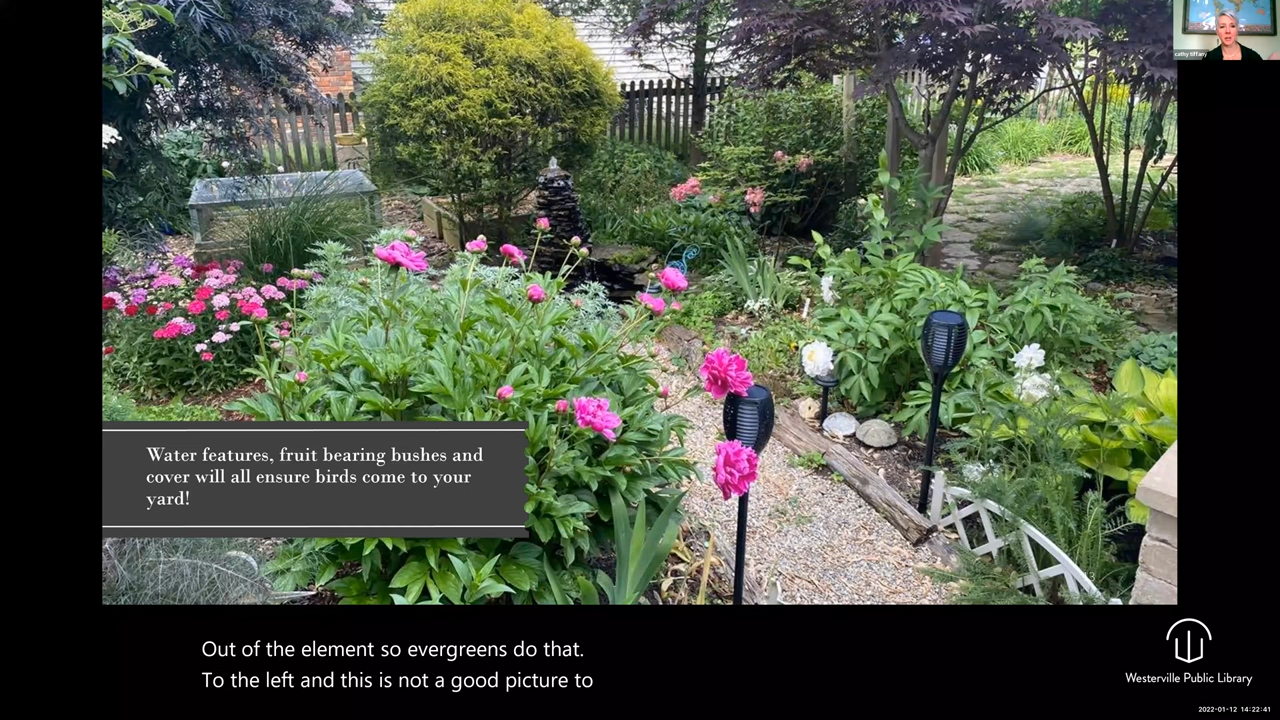 cathy tiffany
Water features, fruit bearing bushes and
cover will all ensure birds come to your
yard!
Out of the element so evergreens do that.
To the left and this is not a good picture to
Westerville Public Library
2022-01-12 14:22:41